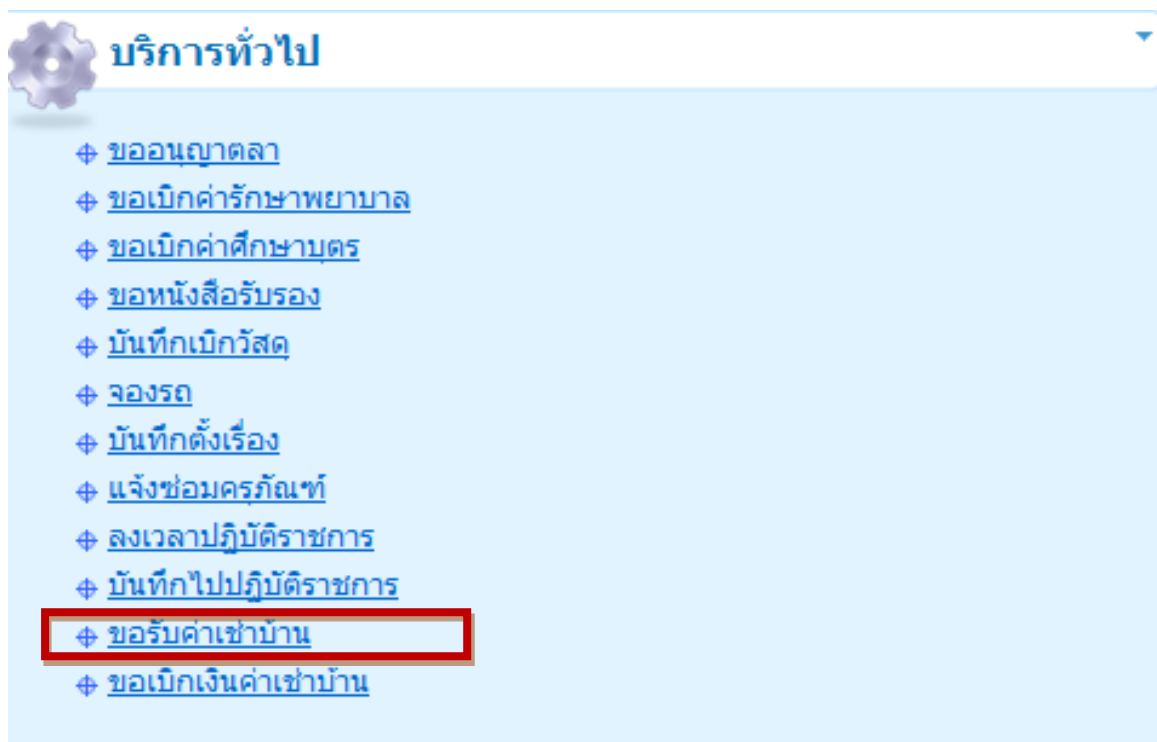 บริการทั่วไป
ขออนุญาตลา
ขอเบิกค่ารักษาพยาบาล
ขอเบิกค่าศึกษาบุตร
ขอหนังสือรับรอง
บันทึกเบิกวัสดุ
จองรถ
บันทึกตั้งเรื่อง
แจ้งซ่อมครุภัณฑ์
ลงเวลาปฏิบัติราชการ
บันทึกไปปฏิบัติราชการ
ขอรับค่าเช่าบ้าน
ขอเบิกเงินค่าเช่าบ้าน